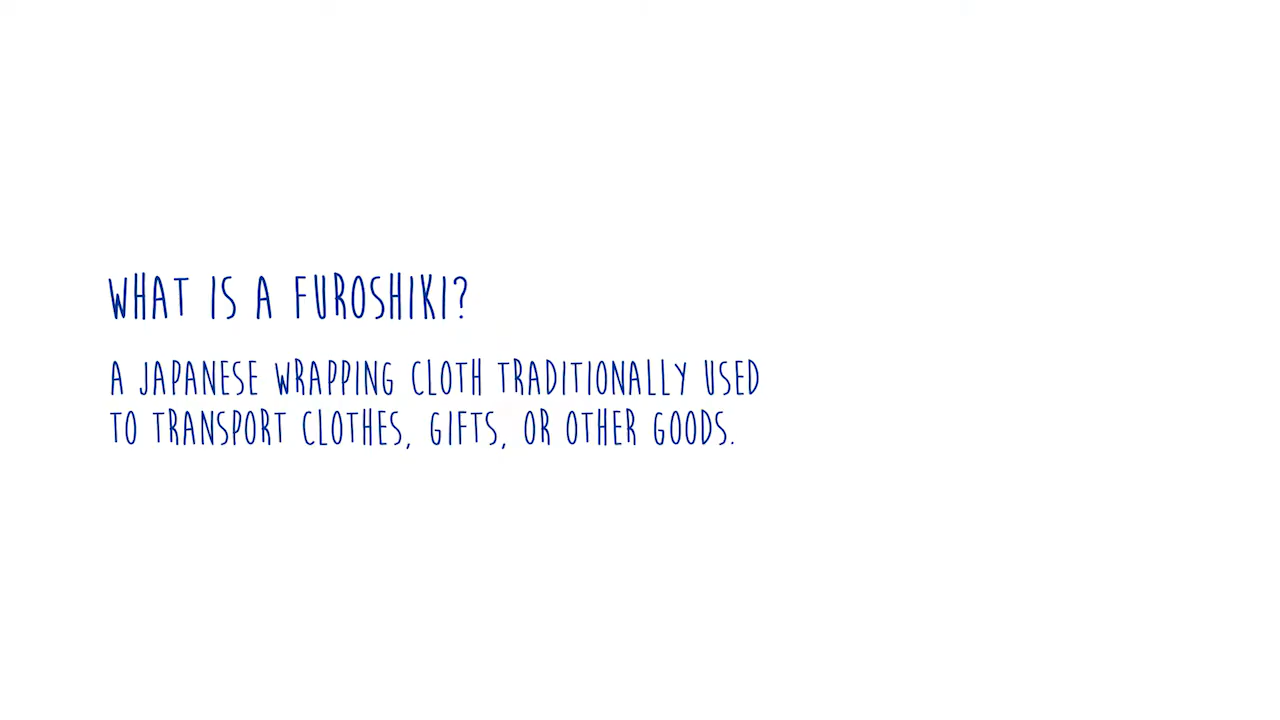 WHAT IS A FUROSHIKI?
A JAPANESE WRAPPING CLOTH TRADITIONALLY USED
TO TRANSPORT CLOTHES, GIFTS, OR OTHER GOODS.